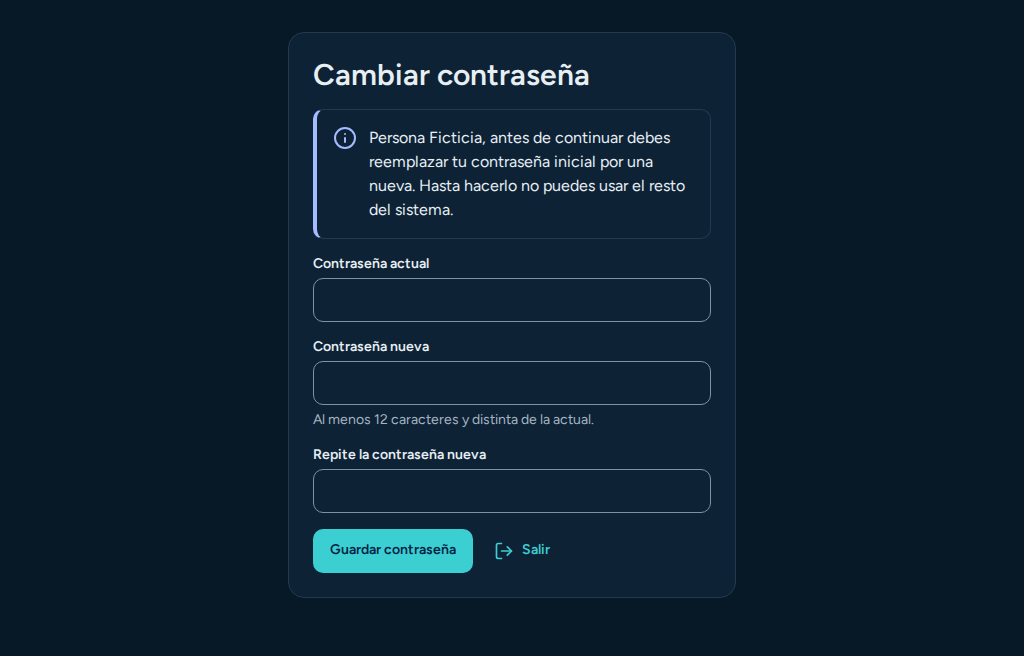 Cambiar contraseña
Persona Ficticia, antes de continuar debes
reemplazar tu contraseña inicial por una
nueva. Hasta hacerlo no puedes usar el resto
del sistema.
Contraseña actual
Contraseña nueva
Al menos 12 caracteres y distinta de la actual.
Repite la contraseña nueva
Guardar contraseña
Salir